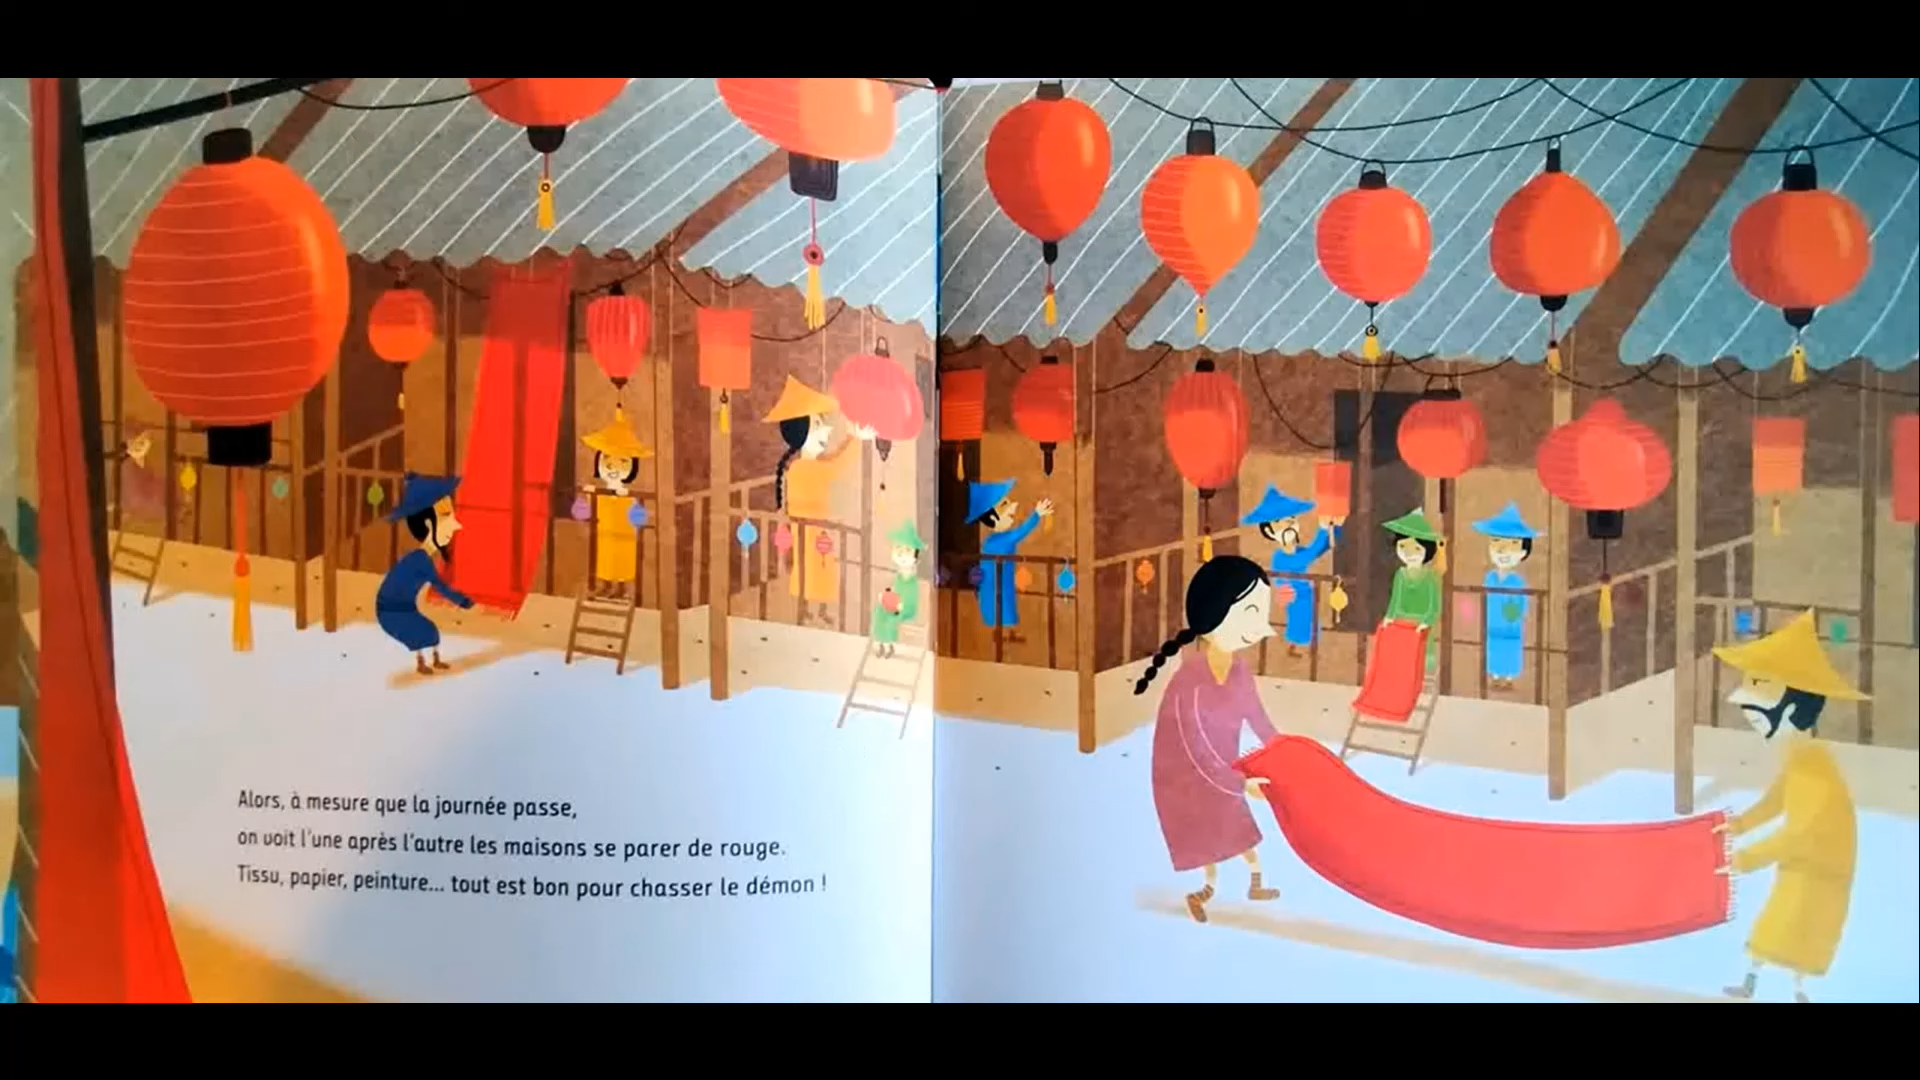 Alors, à mesure que la journée passe,
on voit l'une après l'autre les maisons se parer de rouge.
Tissu, papier, peinture... tout est bon pour chasser le démon !